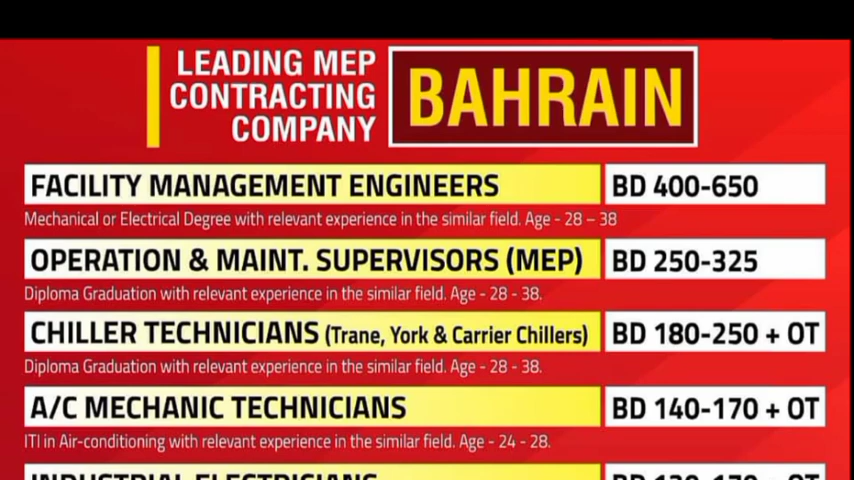 LEADING MEP
CONTRACTING
COMPANY
BAHRAIN
FACILITY MANAGEMENT ENGINEERS BD 400-650
Mechanical or Electrical Degree with relevant experience in the similar field. Age - 28 – 38
OPERATION & MAINT. SUPERVISORS (MEP) BD 250-325
Diploma Graduation with relevant experience in the similar field. Age - 28 - 38.
CHILLER TECHNICIANS (Trane, York & Carrier Chillers) BD 180-250 + OT
Diploma Graduation with relevant experience in the similar field. Age - 28 - 38.
A/C MECHANIC TECHNICIANS BD 140-170 + OT
ITI in Air-conditioning with relevant experience in the similar field. Age - 24 - 28.
INDUSTRIAL ELECTRICIANS